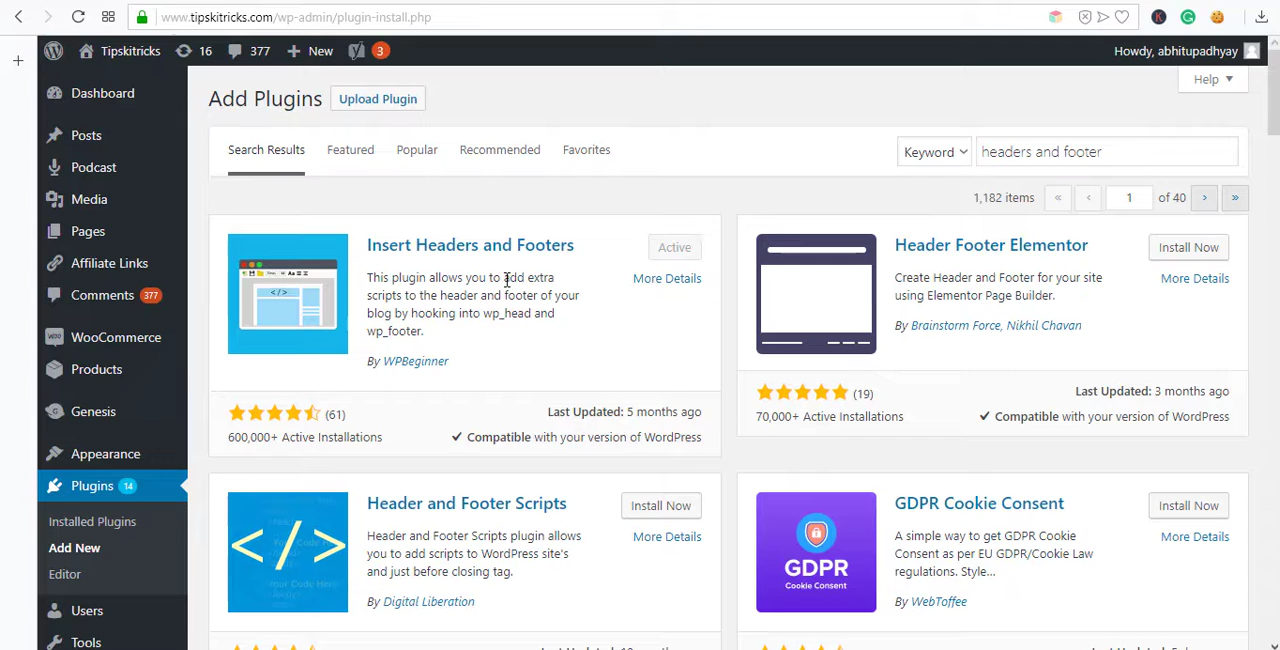 www.tipskitricks.com/wp-admin/plugin-install.php
Tipskitricks 16 377 New 3
Howdy, abhitupadhyay
Dashboard
Posts
Podcast
Media
Pages
Affiliate Links
Comments 377
WooCommerce
Products
Genesis
Appearance
Plugins 14
Installed Plugins
Add New
Editor
Users
Tools
Help
Add Plugins Upload Plugin
Search Results Featured Popular Recommended Favorites
Keyword headers and footer
1,182 items « ‹ 1 of 40 › »
Insert Headers and Footers
Active
More Details
This plugin allows you to add extra
scripts to the header and footer of your
blog by hooking into wp_head and
wp_footer.
By WPBeginner
(61)
600,000+ Active Installations
Last Updated: 5 months ago
Compatible with your version of WordPress
Header Footer Elementor
Install Now
More Details
Create Header and Footer for your site
using Elementor Page Builder.
By Brainstorm Force, Nikhil Chavan
(19)
70,000+ Active Installations
Last Updated: 3 months ago
Compatible with your version of WordPress
Header and Footer Scripts
Install Now
More Details
Header and Footer Scripts plugin allows
you to add scripts to WordPress site's
and just before closing tag.
By Digital Liberation
GDPR
Cookie Consent
GDPR Cookie Consent
Install Now
More Details
A simple way to get GDPR Cookie
Consent as per EU GDPR/Cookie Law
regulations. Style...
By WebToffee